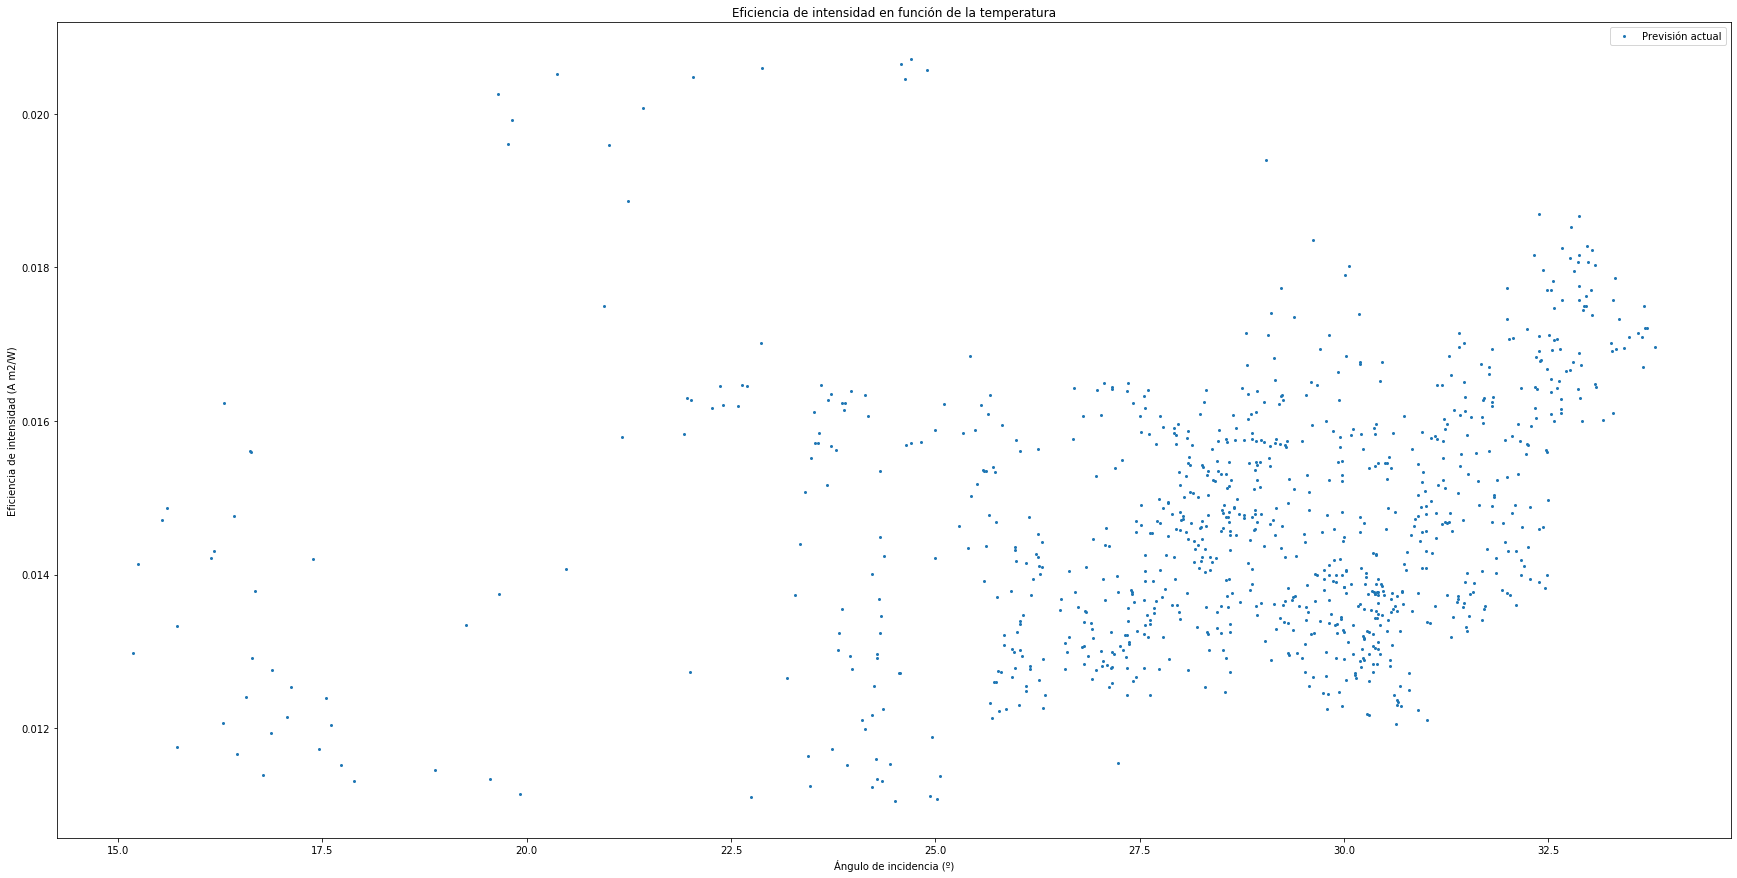 Eficiencia de intensidad en función de la temperatura
Previsión actual
Eficiencia de intensidad (A m2/W)
0.020
0.018
0.016
0.014
0.012
15.0 17.5 20.0 22.5 25.0 27.5 30.0 32.5
Ángulo de incidencia (º)